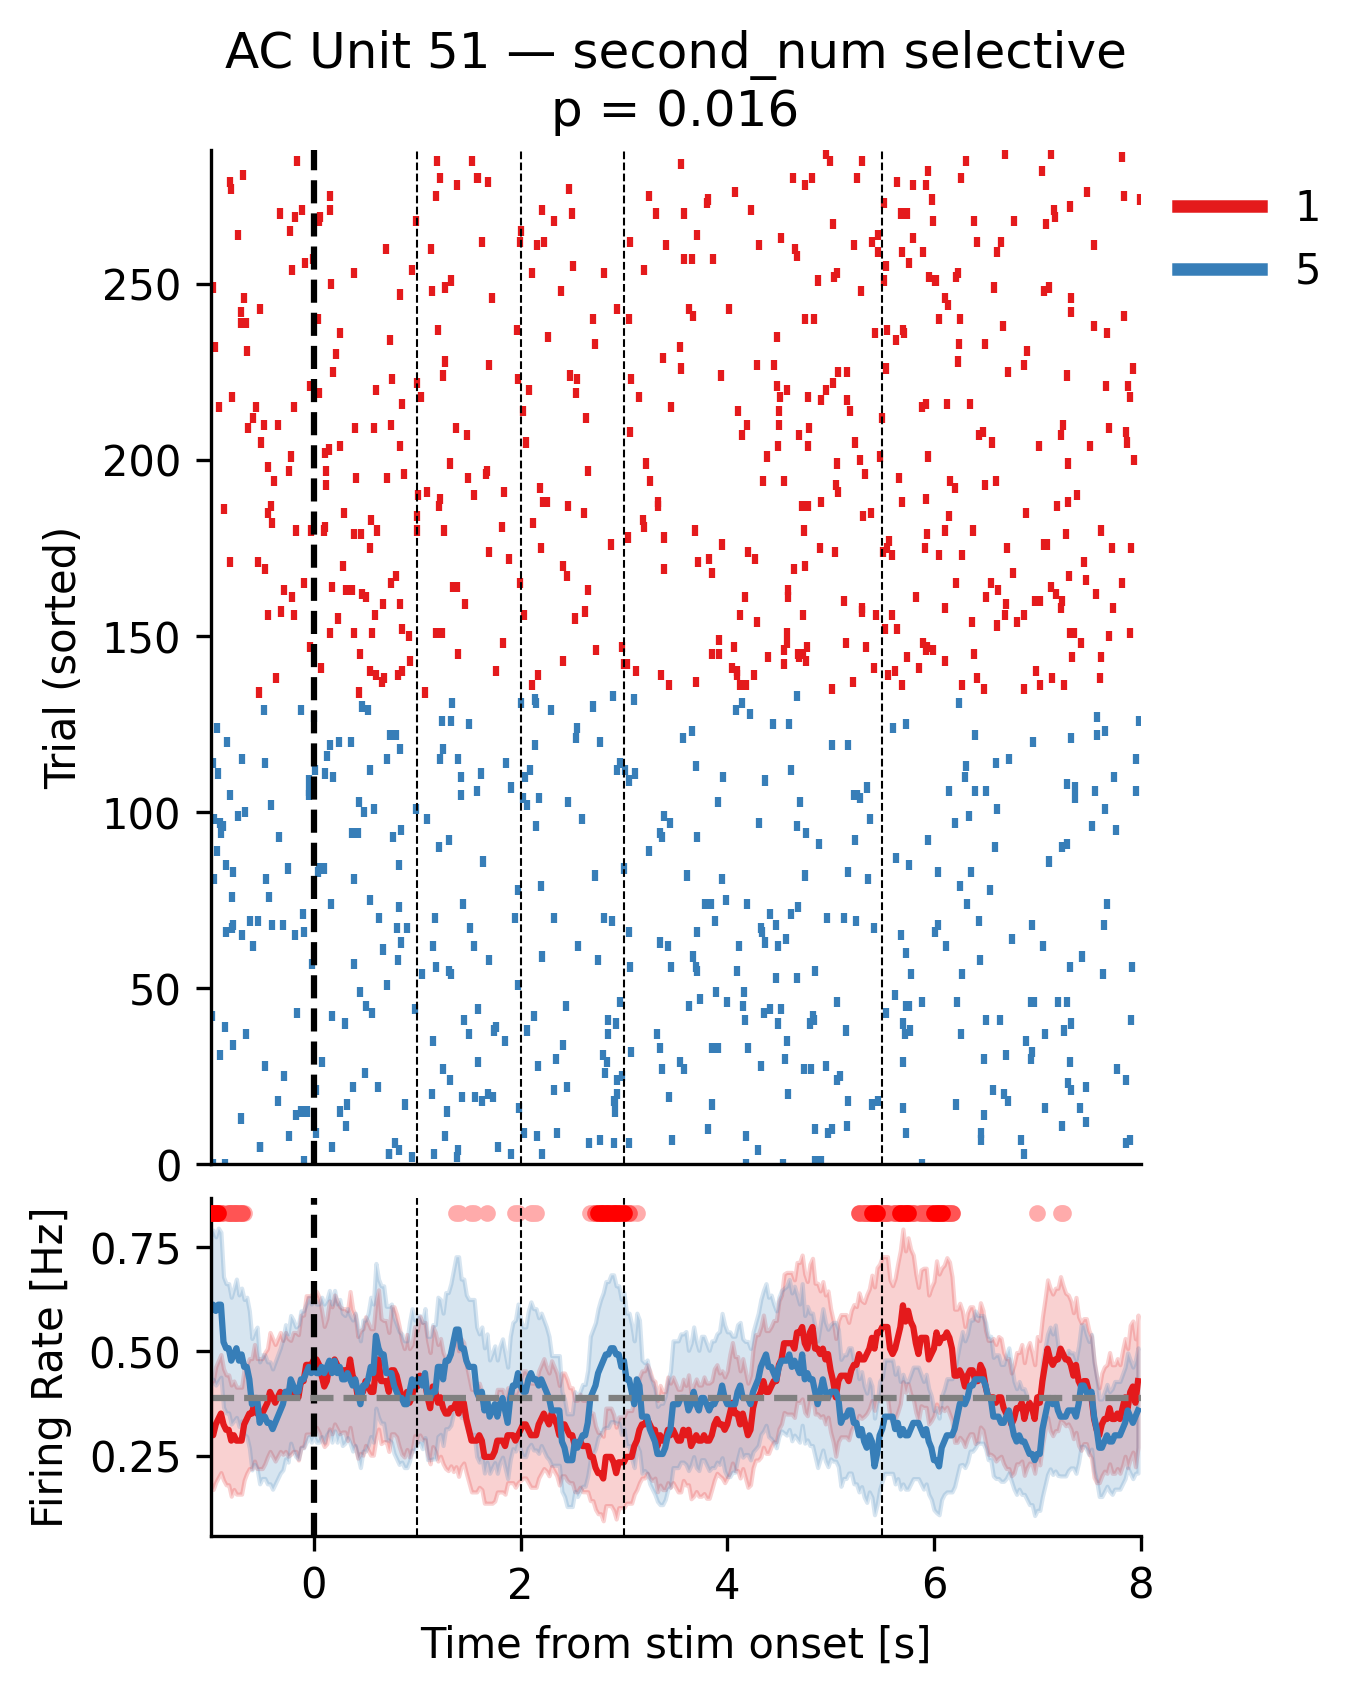 AC Unit 51 — second_num selective
p = 0.016
1
5
Trial (sorted)
250
200
150
100
50
0
Firing Rate [Hz]
0.75
0.50
0.25
0 2 4 6 8
Time from stim onset [s]